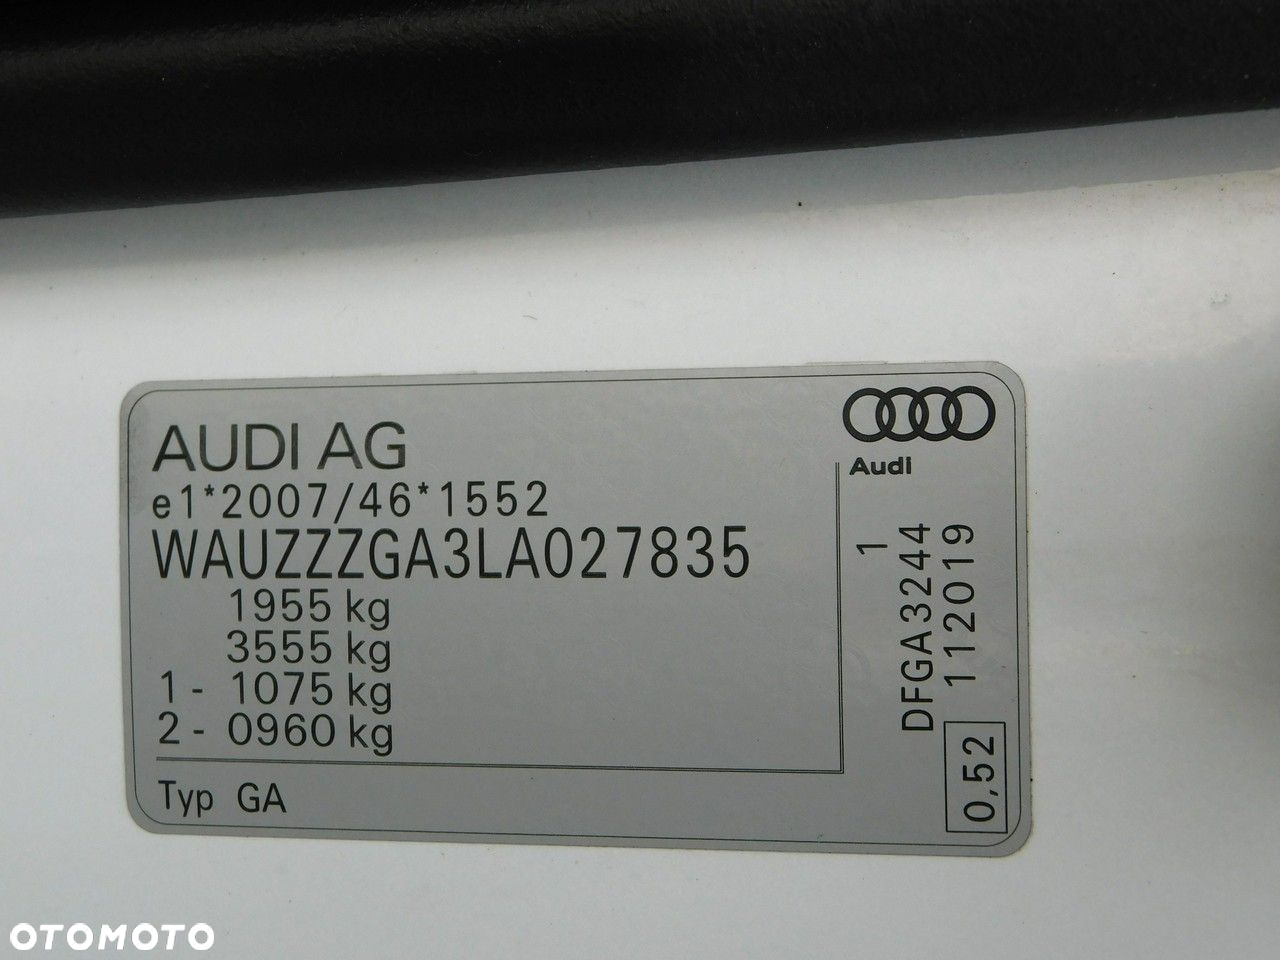 AUDI AG
e1*2007/46*1552
WAUZZZGA3LA027835
1955 kg
3555 kg
1 - 1075 kg
2 - 0960 kg
Typ GA
Audi
1
DFGA3244
112019
0,52
OTOMOTO